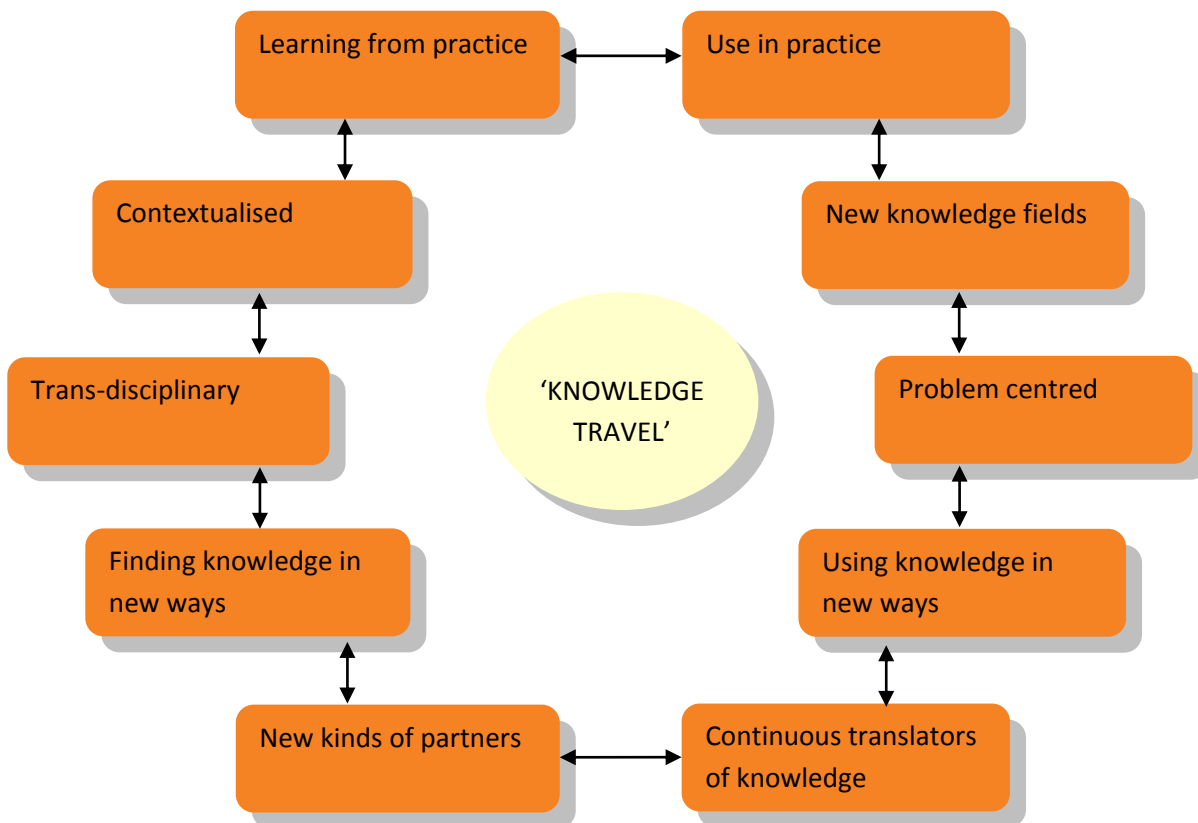 Learning from practice
Use in practice
Contextualised
New knowledge fields
Trans-disciplinary
‘KNOWLEDGE
TRAVEL’
Problem centred
Finding knowledge in
new ways
Using knowledge in
new ways
New kinds of partners
Continuous translators
of knowledge